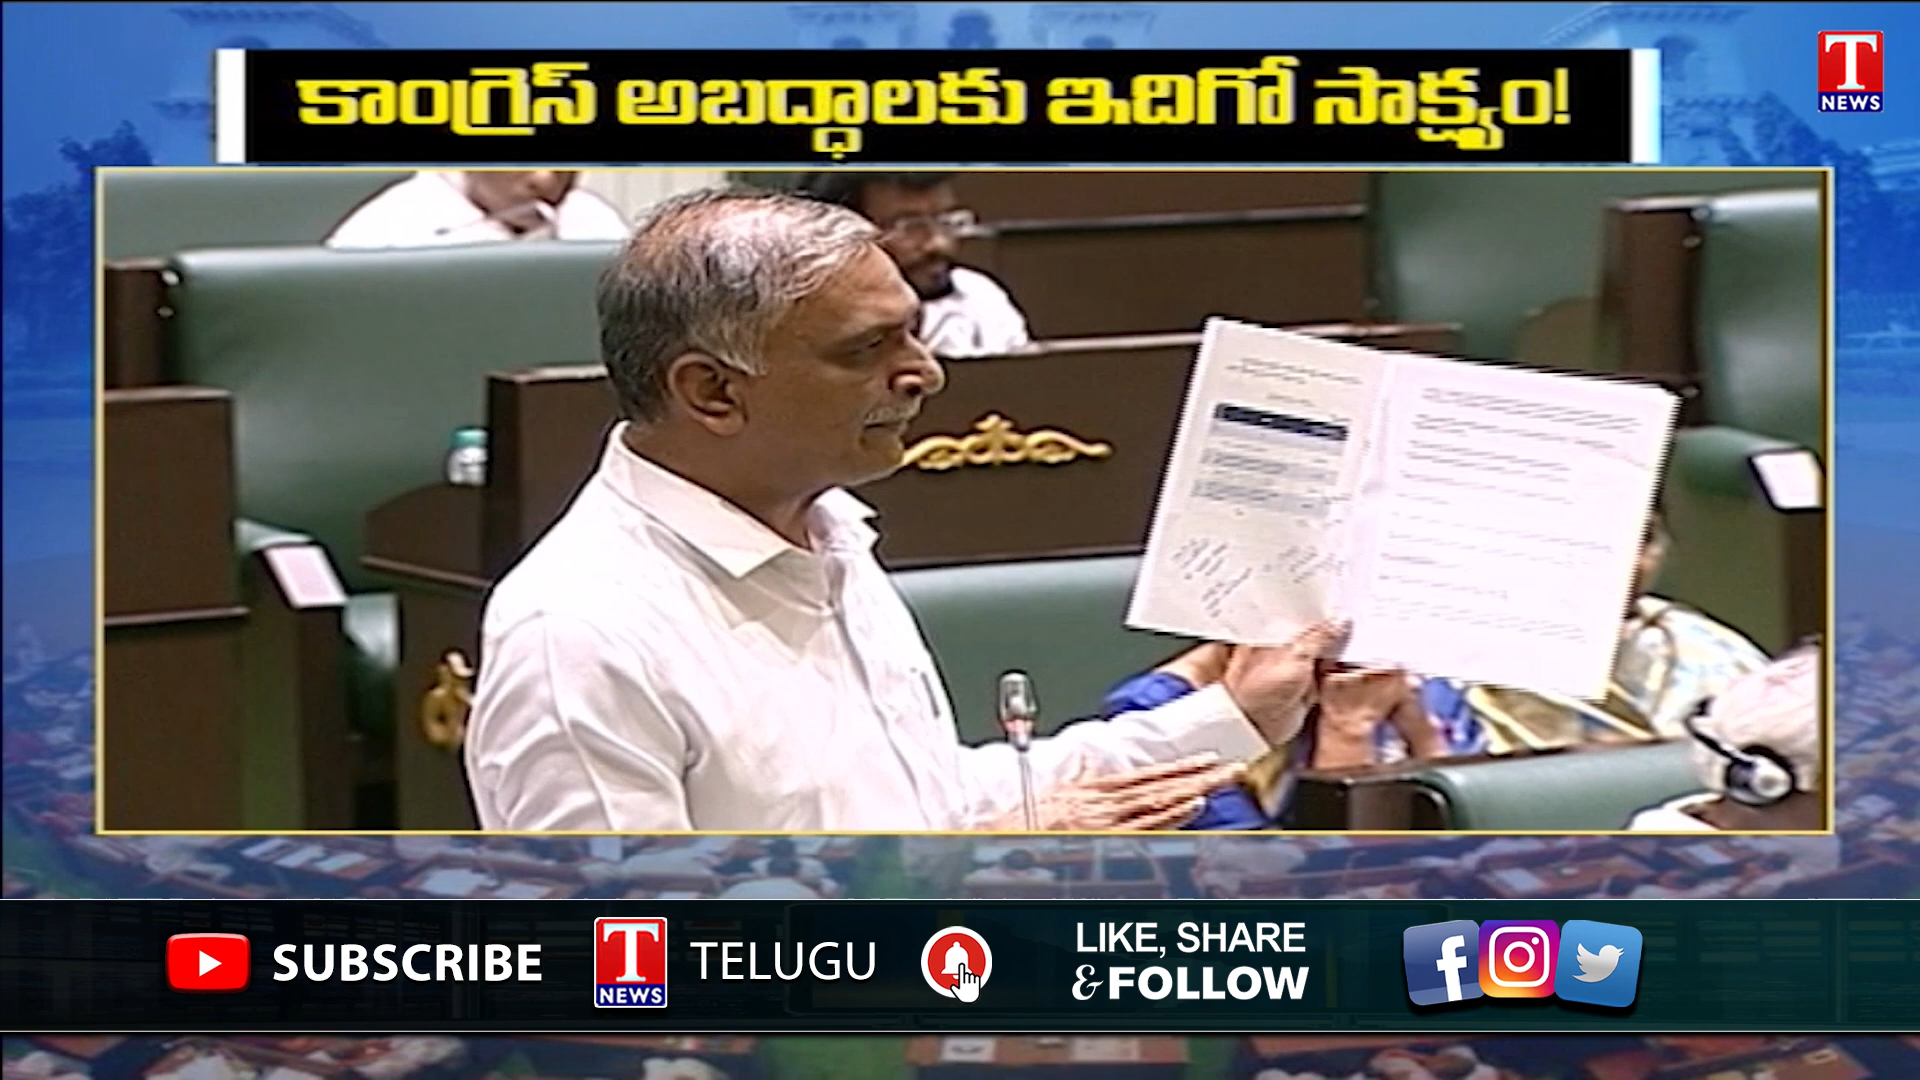 కాంగ్రెస్ అబద్ధాలకు ఇదిగో సాక్ష్యం!
T
NEWS
SUBSCRIBE
T
NEWS
TELUGU
LIKE, SHARE
& FOLLOW